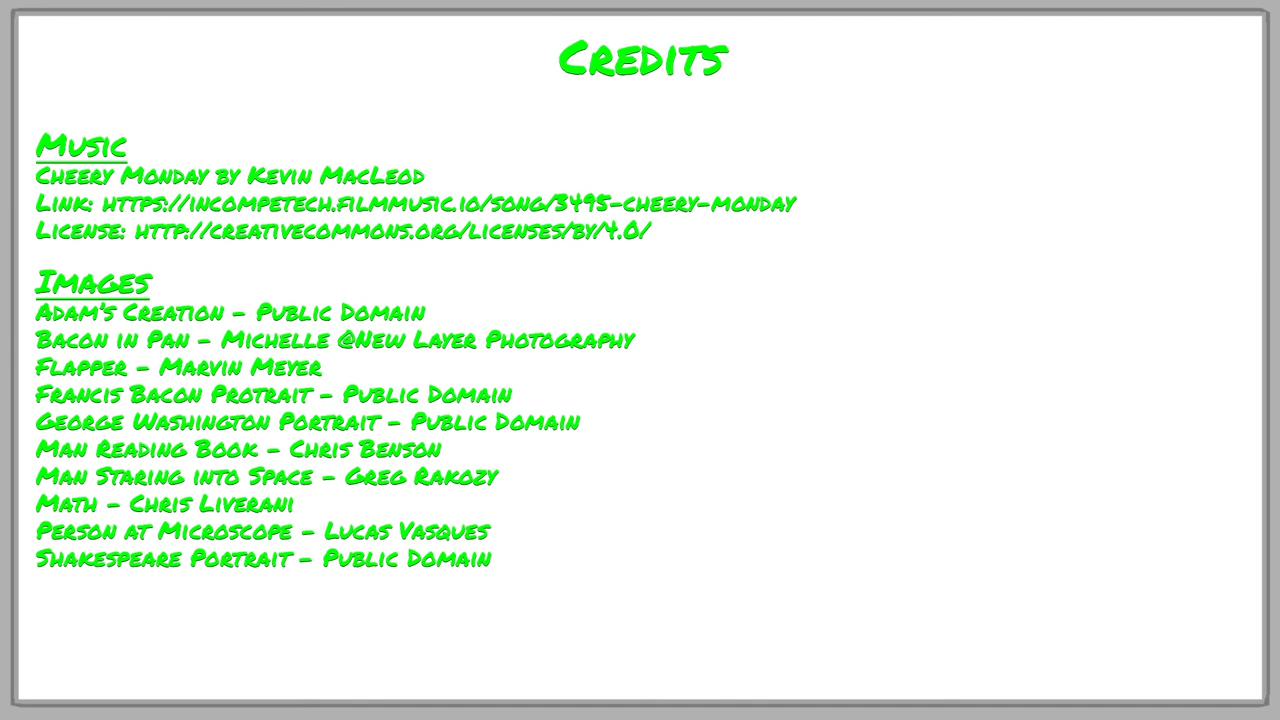 Credits
Music
Cheery Monday by Kevin MacLeod
Link: https://incompetech.filmmusic.io/song/3495-cheery-monday
License: http://creativecommons.org/licenses/by/4.0/
Images
Adam's Creation - Public Domain
Bacon in Pan - Michelle @New Layer Photography
Flapper - Marvin Meyer
Francis Bacon Protrait - Public Domain
George Washington Portrait - Public Domain
Man Reading Book - Chris Benson
Man Staring into Space - Greg Rakozy
Math - Chris Liverani
Person at Microscope - Lucas Vasques
Shakespeare Portrait - Public Domain